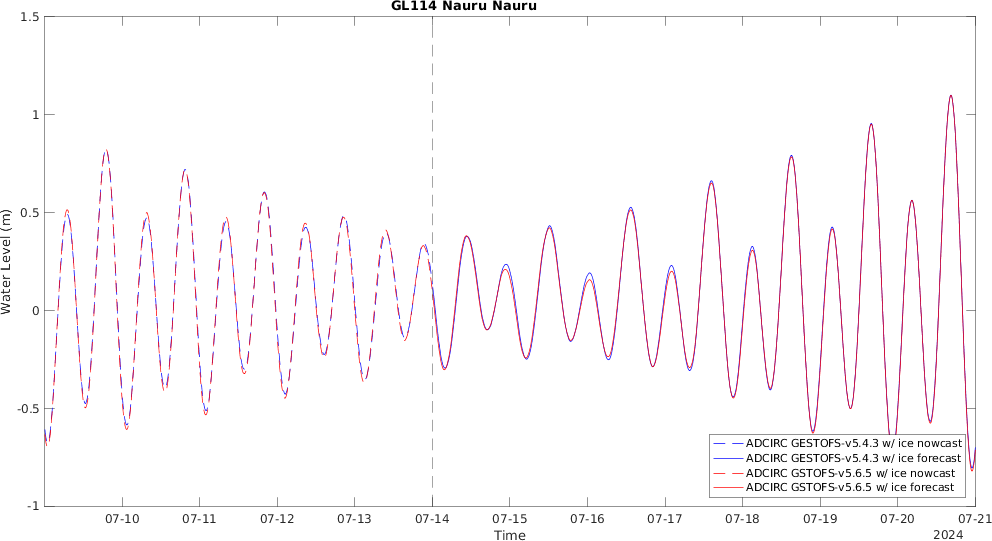 GL114 Nauru Nauru
1.5
1
0.5
0
-0.5
-1
Water Level (m)
07-10 07-11 07-12 07-13 07-14 07-15 07-16 07-17 07-18 07-19 07-20 07-21
Time
2024
ADCIRC GESTOFS-v5.4.3 w/ ice nowcast
ADCIRC GESTOFS-v5.4.3 w/ ice forecast
ADCIRC GSTOFS-v5.6.5 w/ ice nowcast
ADCIRC GSTOFS-v5.6.5 w/ ice forecast